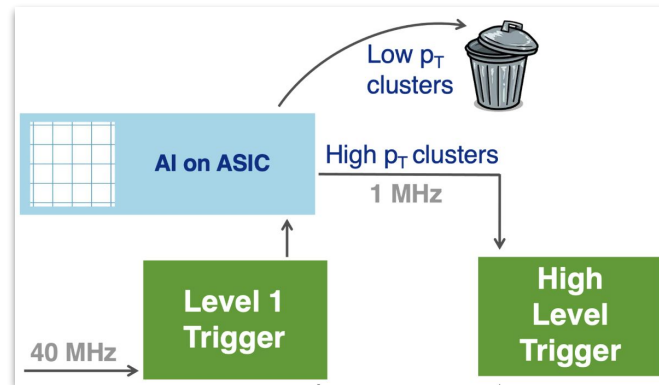 Low pT
clusters
AI on ASIC
High pT clusters
1 MHz
Level 1
Trigger
High
Level
Trigger
40 MHz